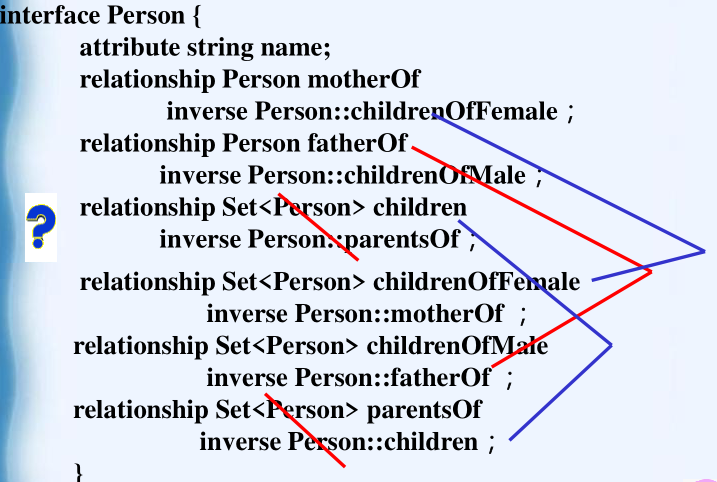 interface Person {
attribute string name;
relationship Person motherOf
inverse Person::childrenOfFemale ;
relationship Person fatherOf
inverse Person::childrenOfMale ;
relationship Set<Person> children
inverse Person::parentsOf ;
?
relationship Set<Person> childrenOfFemale
inverse Person::motherOf ;
relationship Set<Person> childrenOfMale
inverse Person::fatherOf ;
relationship Set<Person> parentsOf
inverse Person::children ;
}